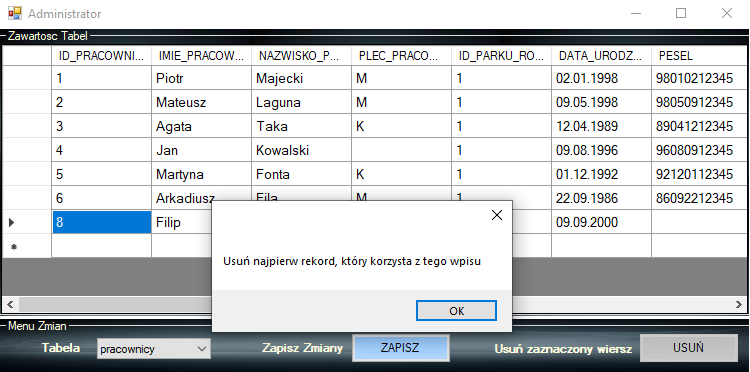 Administrator
Zawartosc Tabel
ID_PRACOWNI... IMIE_PRACOW... NAZWISKO_P... PLEC_PRACO... ID_PARKU_RO... DATA_URODZ... PESEL
1 Piotr Majecki M 1 02.01.1998 98010212345
2 Mateusz Laguna M 1 09.05.1998 98050912345
3 Agata Taka K 1 12.04.1989 89041212345
4 Jan Kowalski 1 09.08.1996 96080912345
5 Martyna Fonta K 1 01.12.1992 92120112345
6 Arkadiusz Fila M 1 22.09.1986 86092212345
8 Filip 09.09.2000
Usuń najpierw rekord, który korzysta z tego wpisu
OK
Menu Zmian
Tabela pracownicy Zapisz Zmiany ZAPISZ Usuń zaznaczony wiersz USUŃ